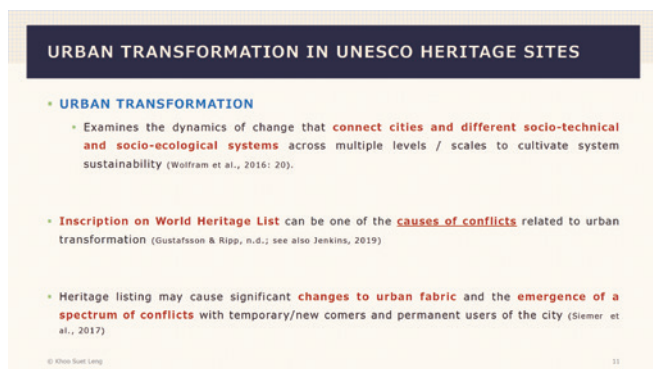 URBAN TRANSFORMATION IN UNESCO HERITAGE SITES
• URBAN TRANSFORMATION
• Examines the dynamics of change that connect cities and different socio-technical
and socio-ecological systems across multiple levels / scales to cultivate system
sustainability (Wolfram et al., 2016: 20).
• Inscription on World Heritage List can be one of the causes of conflicts related to urban
transformation (Gustafsson & Ripp, n.d.; see also Jenkins, 2019)
• Heritage listing may cause significant changes to urban fabric and the emergence of a
spectrum of conflicts with temporary/new comers and permanent users of the city (Siemer et
al., 2017)
© Khoo Suet Leng
11